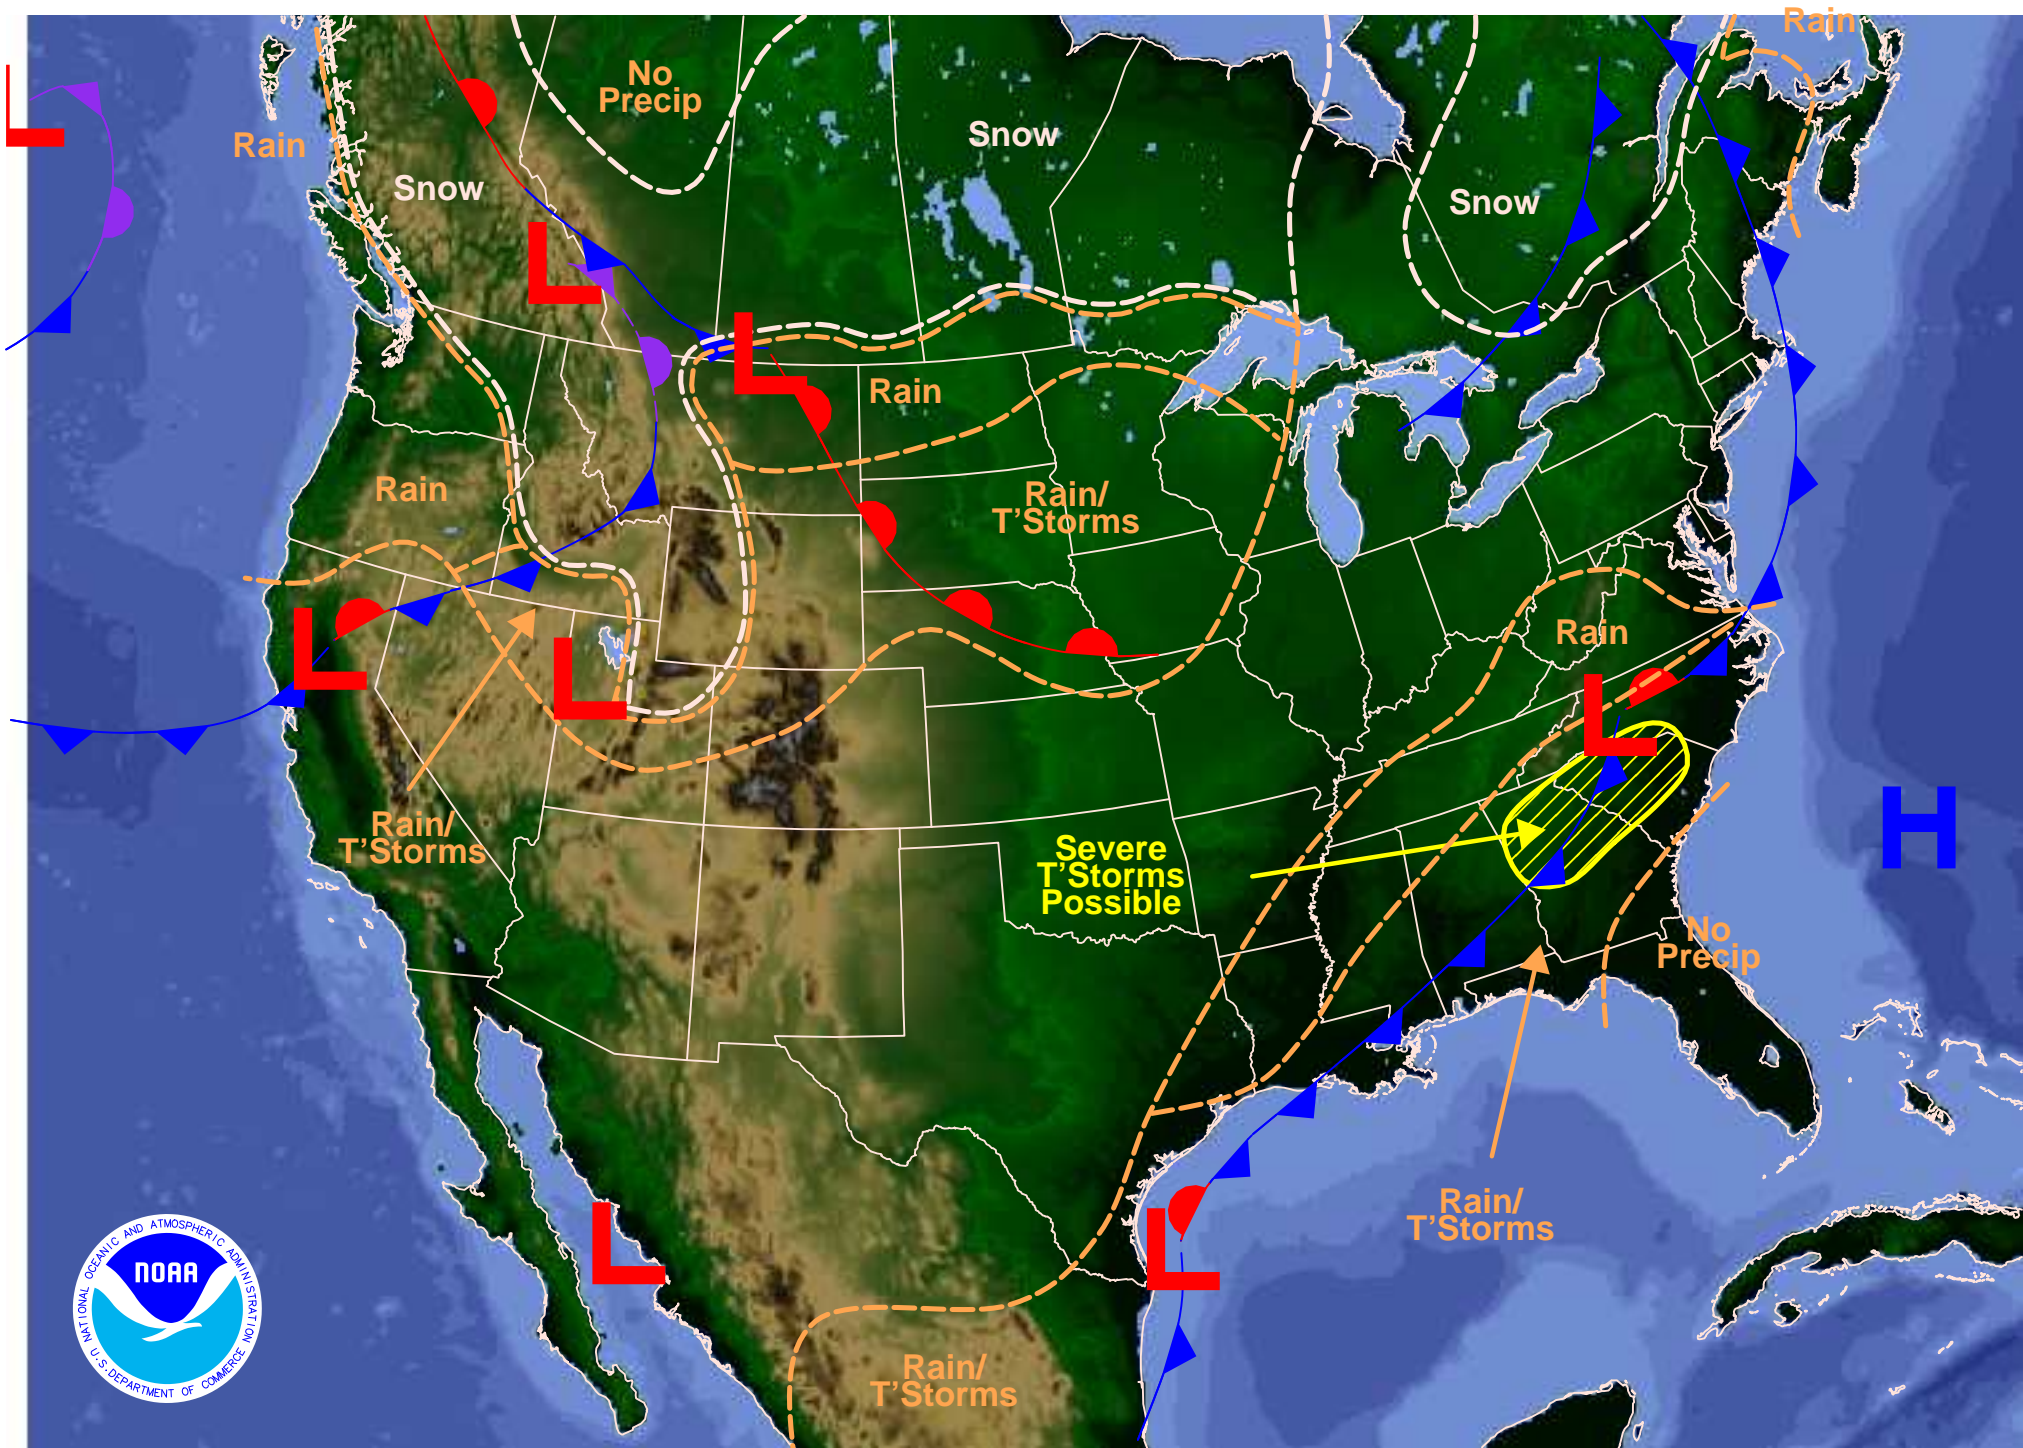 Rain
No
Precip
Snow
Rain
Snow
Snow
Rain
Rain
Rain/
T'Storms
Rain
Rain/
T'Storms
Severe
T'Storms
Possible
No
Precip
Rain/
T'Storms
Rain/
T'Storms
L
L
L
L
L
L
L
L
H
NATIONAL OCEANIC AND ATMOSPHERIC ADMINISTRATION
NOAA
U.S. DEPARTMENT OF COMMERCE